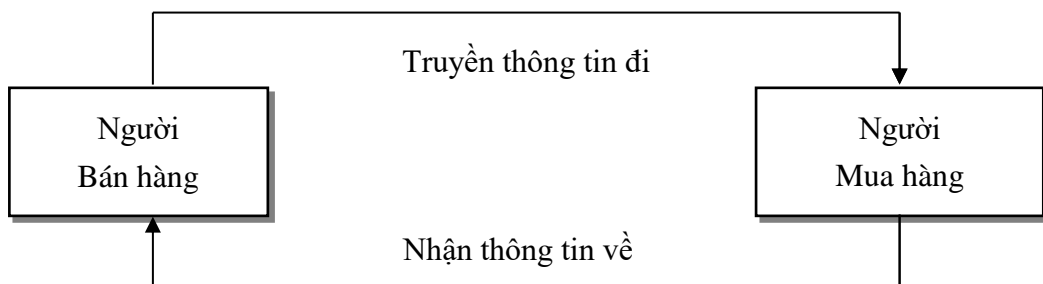 Truyền thông tin đi
Người
Bán hàng
Người
Mua hàng
Nhận thông tin về